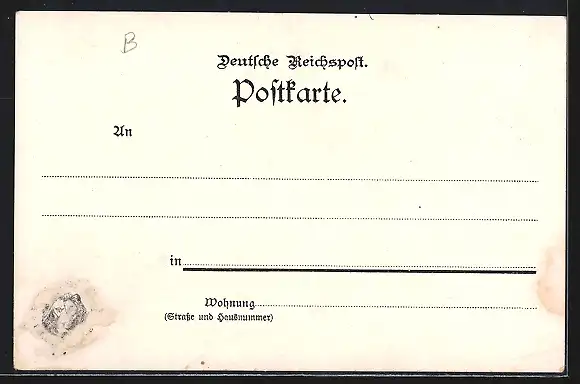 B
Deutſche Reichspoſt.
Poſtkarte.
An
in
Wohnung
(Straße und Hausnummer)